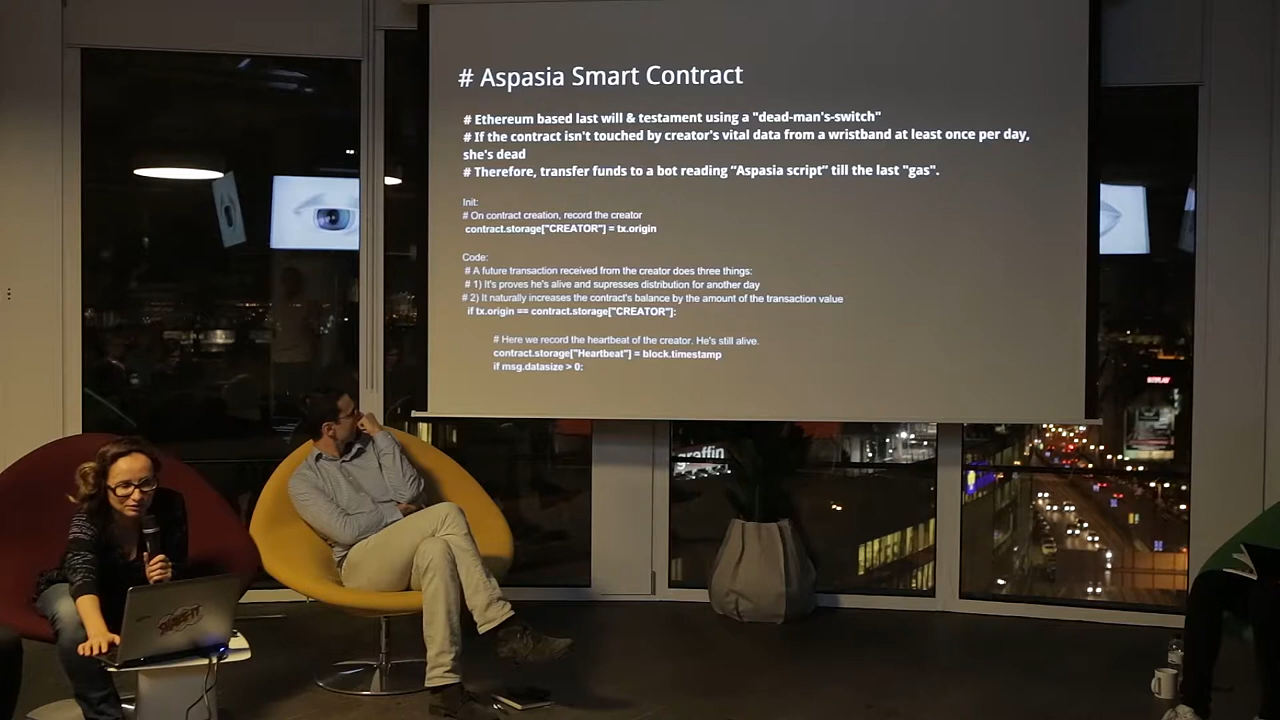 # Aspasia Smart Contract
# Ethereum based last will & testament using a "dead-man's-switch"
# If the contract isn't touched by creator's vital data from a wristband at least once per day,
she's dead
# Therefore, transfer funds to a bot reading “Aspasia script” till the last "gas".
Init:
# On contract creation, record the creator
contract.storage["CREATOR"] = tx.origin
Code:
# A future transaction received from the creator does three things:
# 1) It's proves he's alive and supresses distribution for another day
# 2) It naturally increases the contract's balance by the amount of the transaction value
if tx.origin == contract.storage["CREATOR"]:
# Here we record the heartbeat of the creator. He's still alive.
contract.storage["Heartbeat"] = block.timestamp
if msg.datasize > 0: